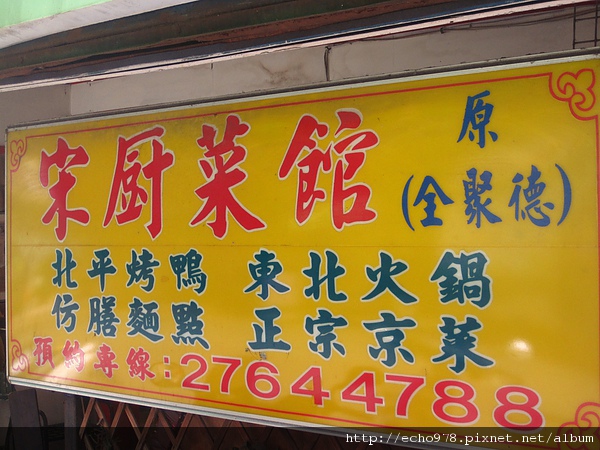 宋厨菜館
原
(全聚德)
北平烤鴨 東北火鍋
仿膳麵點 正宗京菜
預約專線:27644788
http://echo978.pixnet.net/album